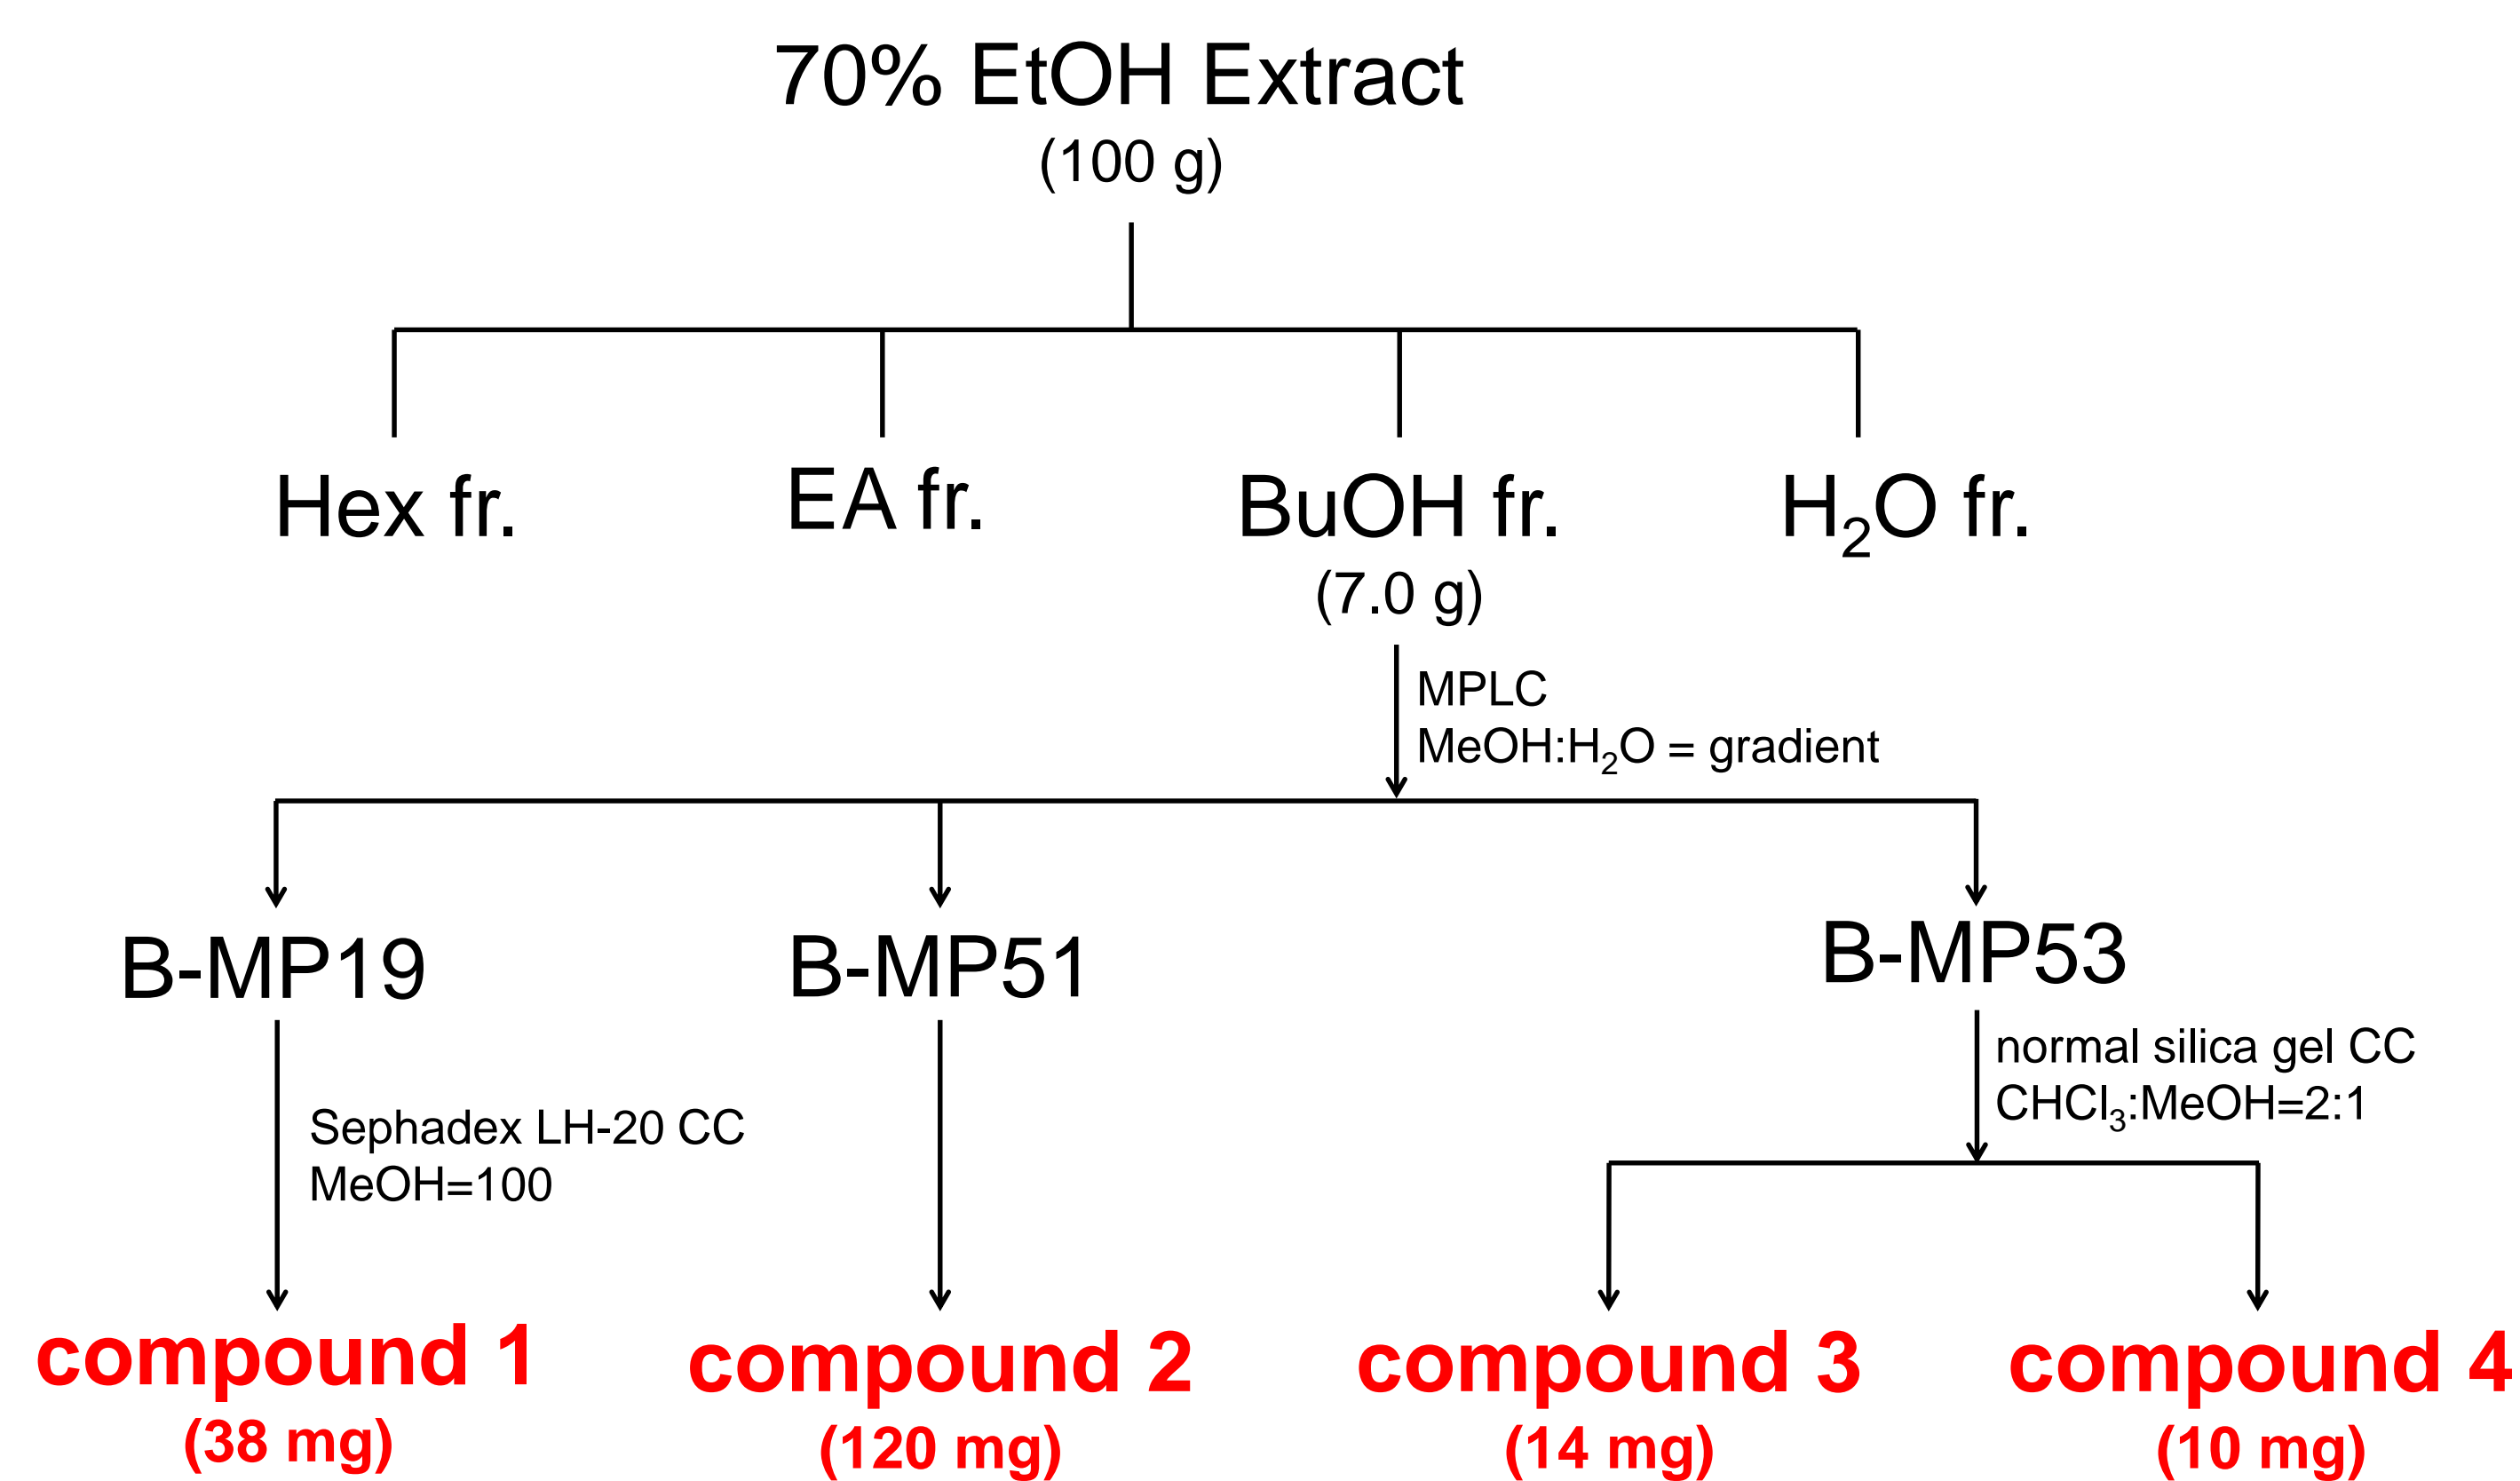 70% EtOH Extract
(100 g)
Hex fr.
EA fr.
BuOH fr.
H₂O fr.
(7.0 g)
MPLC
MeOH:H₂O = gradient
B-MP19
B-MP51
B-MP53
normal silica gel CC
CHCl₃:MeOH=2:1
Sephadex LH-20 CC
MeOH=100
compound 1
compound 2
compound 3
compound 4
(38 mg)
(120 mg)
(14 mg)
(10 mg)